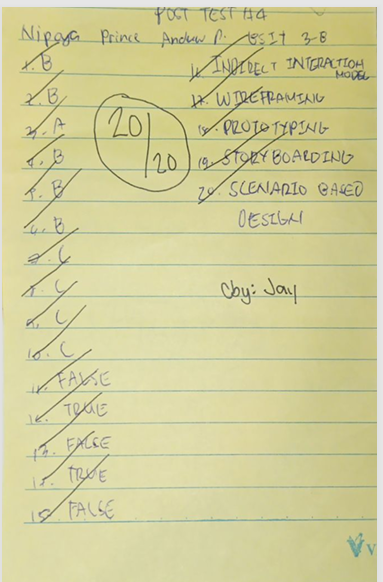 POST TEST #4
Nipaya Prince Andrew P. BSIT 3-8
1. B
2. B
3. A
4. B
5. B
6. B
7. C
8. C
9. C
10. C
11. FALSE
12. TRUE
13. FALSE
14. TRUE
15. FALSE
20/20
16. INDIRECT INTERACTION
MODEL
17. WIREFRAMING
18. PROTOTYPING
19. STORYBOARDING
20. SCENARIO BASED
DESIGN
Cby: Jay
V